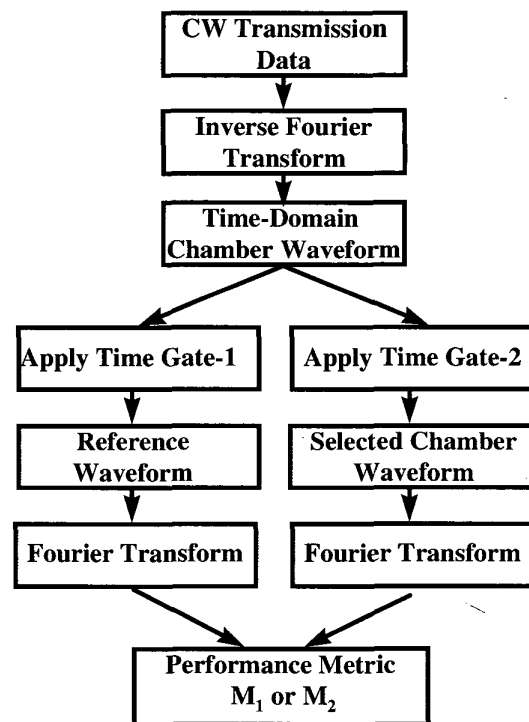 CW Transmission
Data
Inverse Fourier
Transform
Time-Domain
Chamber Waveform
Apply Time Gate-1
Apply Time Gate-2
Reference
Waveform
Selected Chamber
Waveform
Fourier Transform
Fourier Transform
Performance Metric
M₁ or M₂